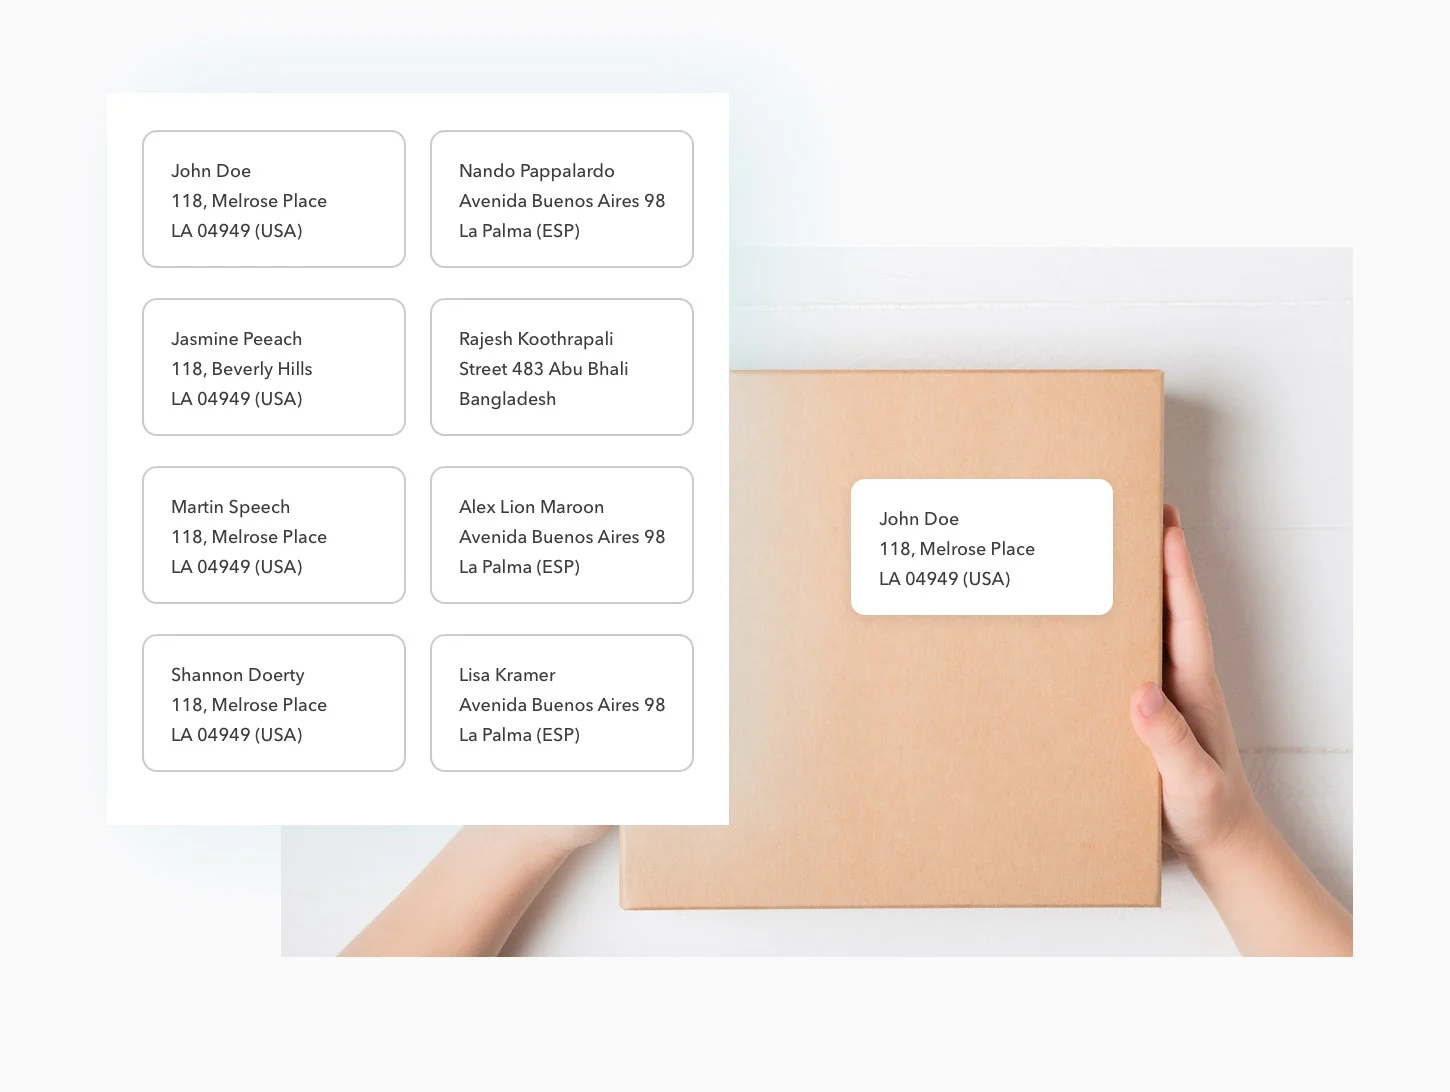 John Doe
118, Melrose Place
LA 04949 (USA)
Nando Pappalardo
Avenida Buenos Aires 98
La Palma (ESP)
Jasmine Peeach
118, Beverly Hills
LA 04949 (USA)
Rajesh Koothrapali
Street 483 Abu Bhali
Bangladesh
Martin Speech
118, Melrose Place
LA 04949 (USA)
Alex Lion Maroon
Avenida Buenos Aires 98
La Palma (ESP)
Shannon Doerty
118, Melrose Place
LA 04949 (USA)
Lisa Kramer
Avenida Buenos Aires 98
La Palma (ESP)
John Doe
118, Melrose Place
LA 04949 (USA)